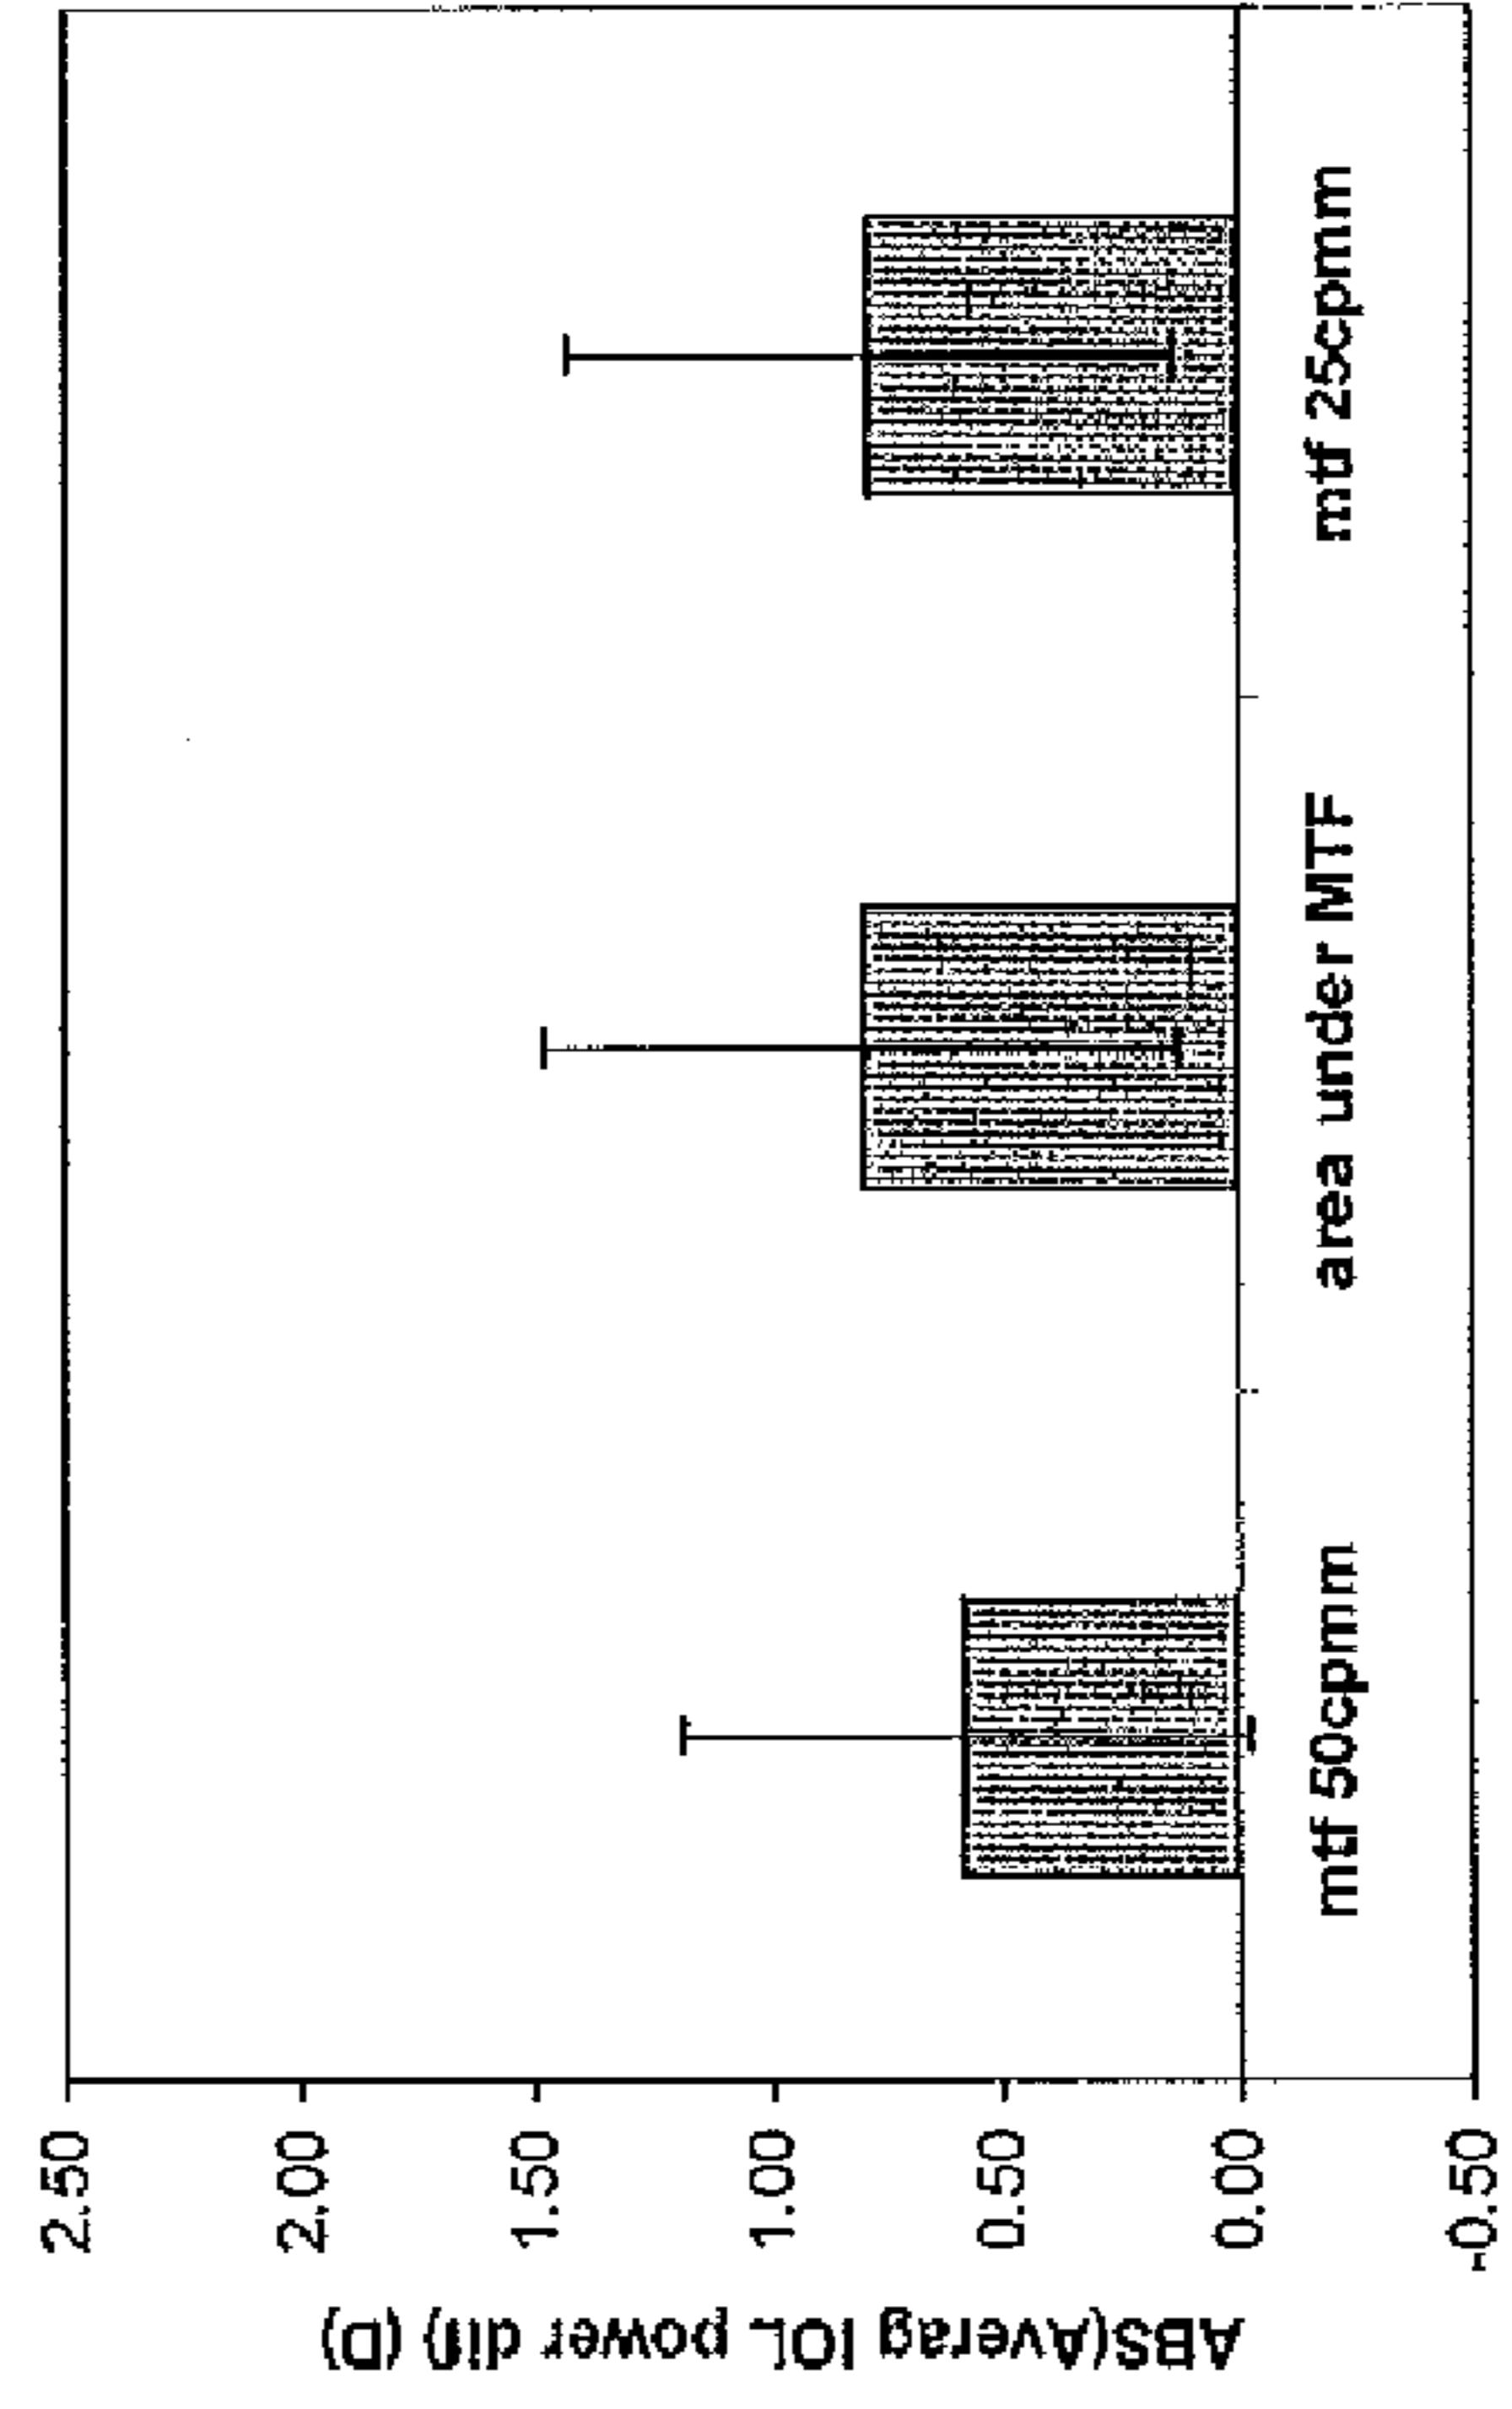 ABS(Averag IOL power dif) (D)
2.50
2.00
1.50
1.00
0.50
0.00
-0.50
mtf 50cpmm
area under MTF
mtf 25cpmm